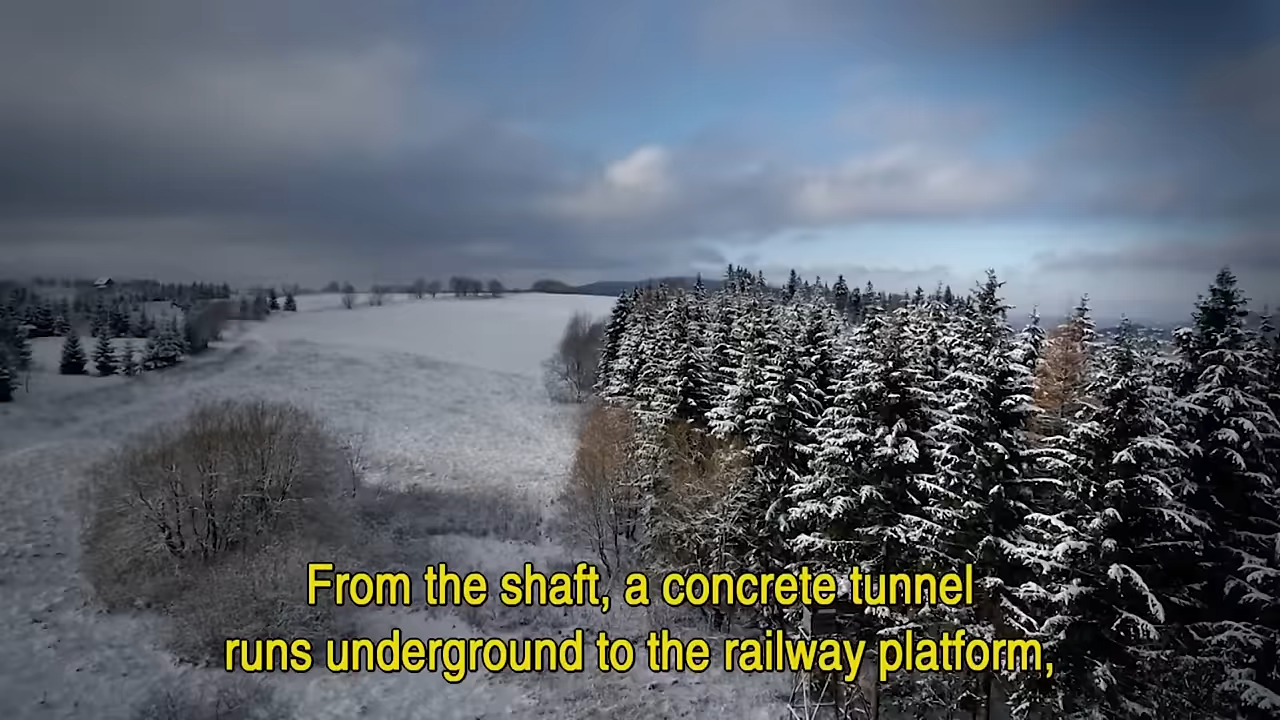 From the shaft, a concrete tunnel
runs underground to the railway platform,